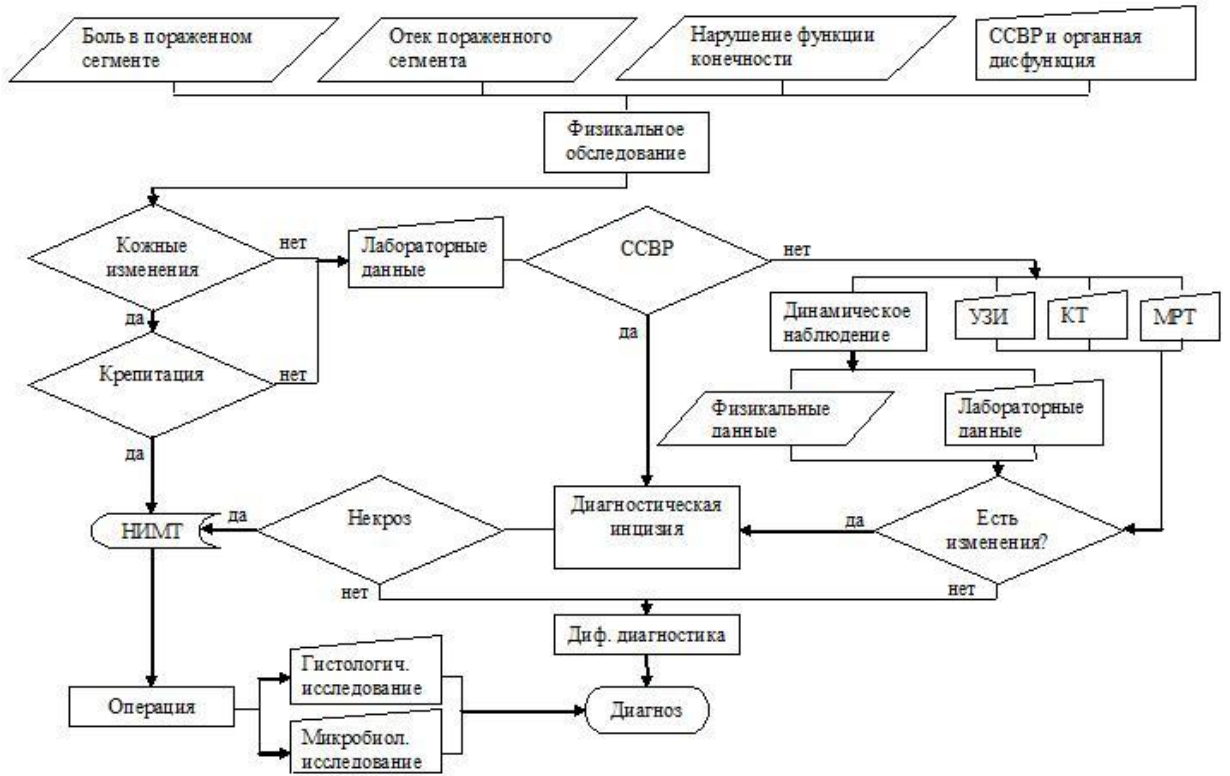 Боль в пораженном
сегменте
Отек пораженного
сегмента
Нарушение функции
конечности
ССВР и органная
дисфункция
Физикальное
обследование
Кожные
изменения
нет
да
Лабораторные
данные
ССВР
нет
да
Динамическое
наблюдение
УЗИ
КТ
МРТ
Крепитация
нет
да
Физикальные
данные
Лабораторные
данные
НИМТ
да
Некроз
нет
Диагностическая
инцизия
да
Есть
изменения?
нет
Диф. диагностика
Операция
Гистологич.
исследование
Микробиол.
исследование
Диагноз